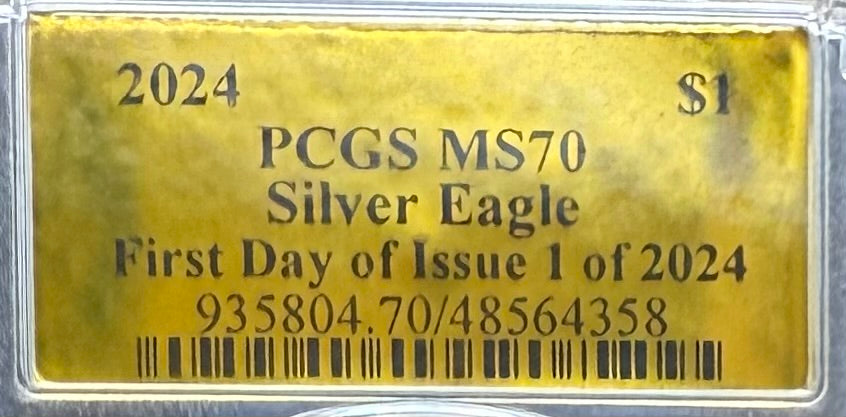 2024 $1
PCGS MS70
Silver Eagle
First Day of Issue 1 of 2024
935804.70/48564358